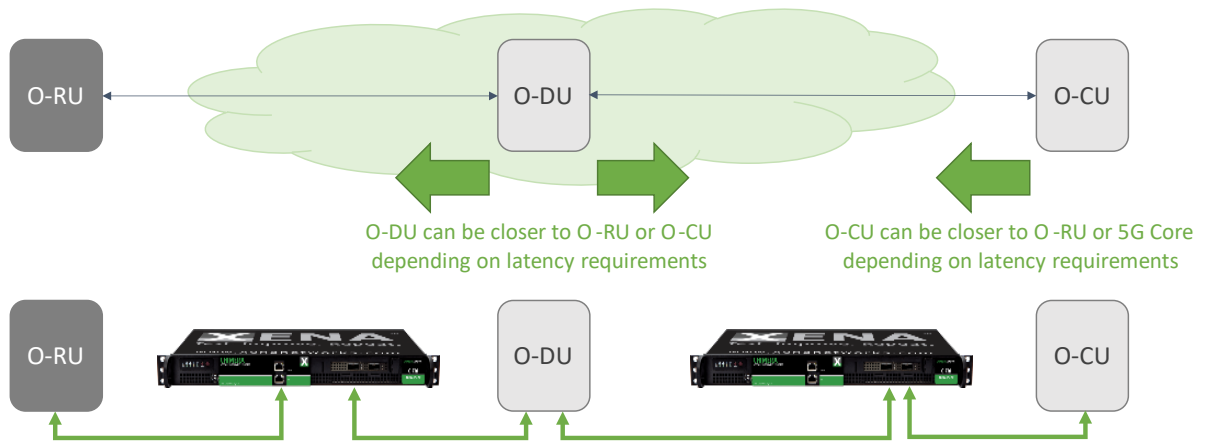 O-RU
O-DU
O-CU
O-DU can be closer to O -RU or O-CU
depending on latency requirements
O-CU can be closer to O -RU or 5G Core
depending on latency requirements
O-RU
XENA
O-DU
XENA
O-CU